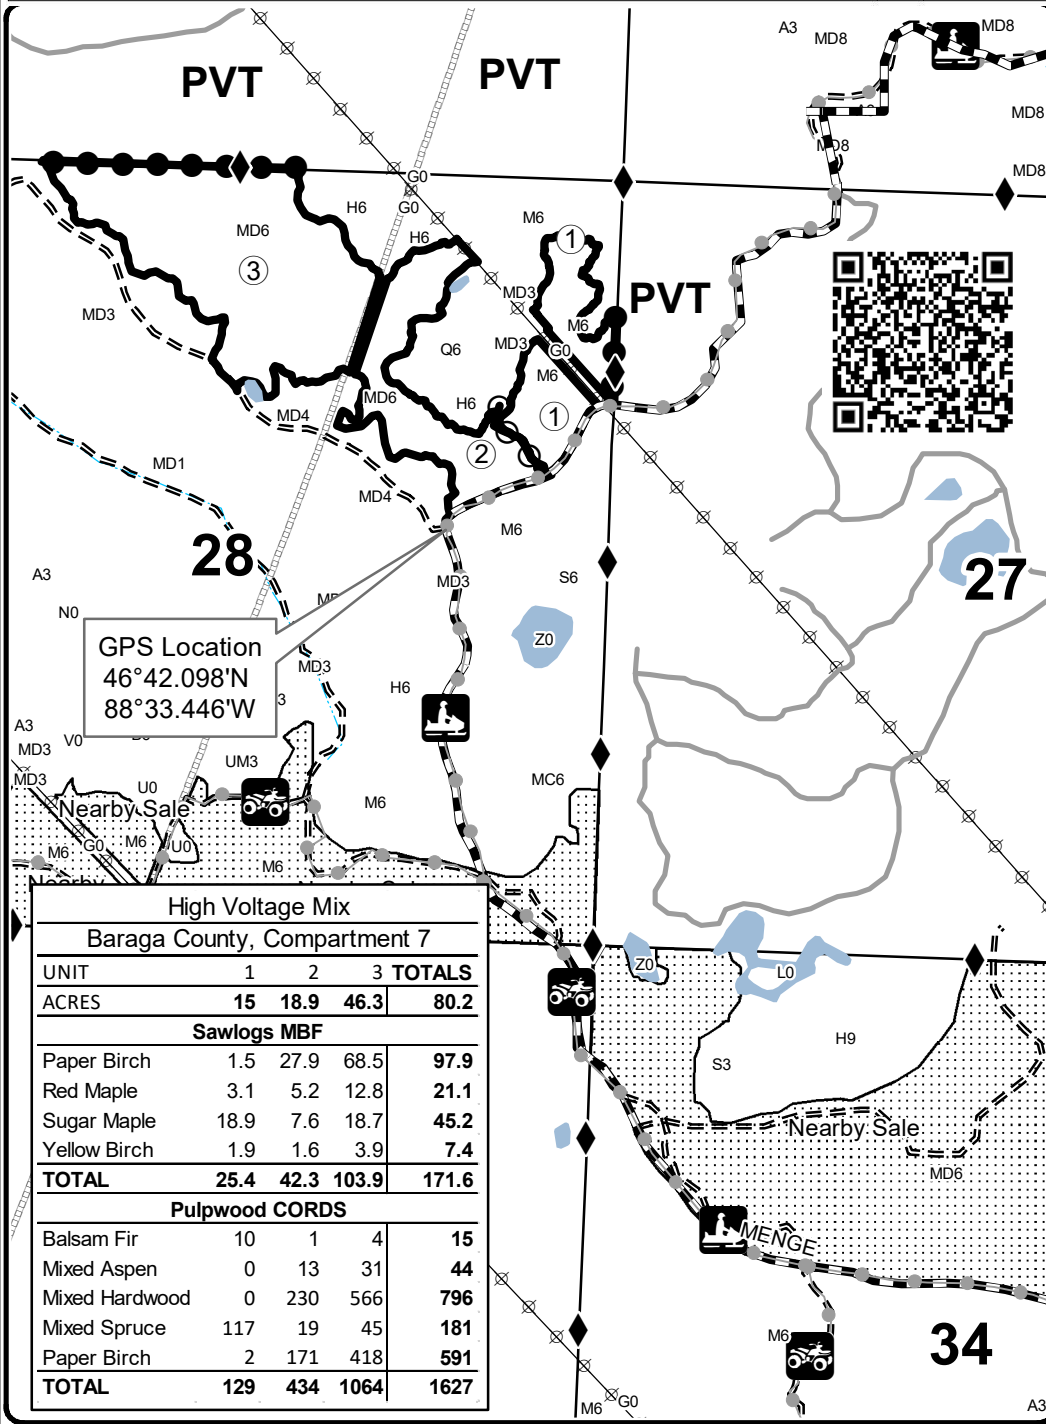 A3
MD8
MD8
PVT
PVT
MD8
MD8
MD8
G0
G0
H6
H6
M6
1
MD6
3
MD3
PVT
MD3
M6
MD3
G0
Q6
M6
MD6
H6
1
MD4
2
MD1
MD4
M6
28
27
A3
MD3
S6
N0
Z0
GPS Location
46°42.098'N
88°33.446'W
MD3
H6
3
A3
V0
MD3
UM3
MD3
U0
MC6
Nearby Sale
M6
G0
M6
U0
M6
M6
Nearby
High Voltage Mix
Baraga County, Compartment 7
UNIT 1 2 3 TOTALS
ACRES 15 18.9 46.3 80.2
Sawlogs MBF
Paper Birch 1.5 27.9 68.5 97.9
Red Maple 3.1 5.2 12.8 21.1
Sugar Maple 18.9 7.6 18.7 45.2
Yellow Birch 1.9 1.6 3.9 7.4
TOTAL 25.4 42.3 103.9 171.6
Pulpwood CORDS
Balsam Fir 10 1 4 15
Mixed Aspen 0 13 31 44
Mixed Hardwood 0 230 566 796
Mixed Spruce 117 19 45 181
Paper Birch 2 171 418 591
TOTAL 129 434 1064 1627
Z0
L0
H9
S3
Nearby Sale
MD6
MENGE
M6
34
G0
M6
A3